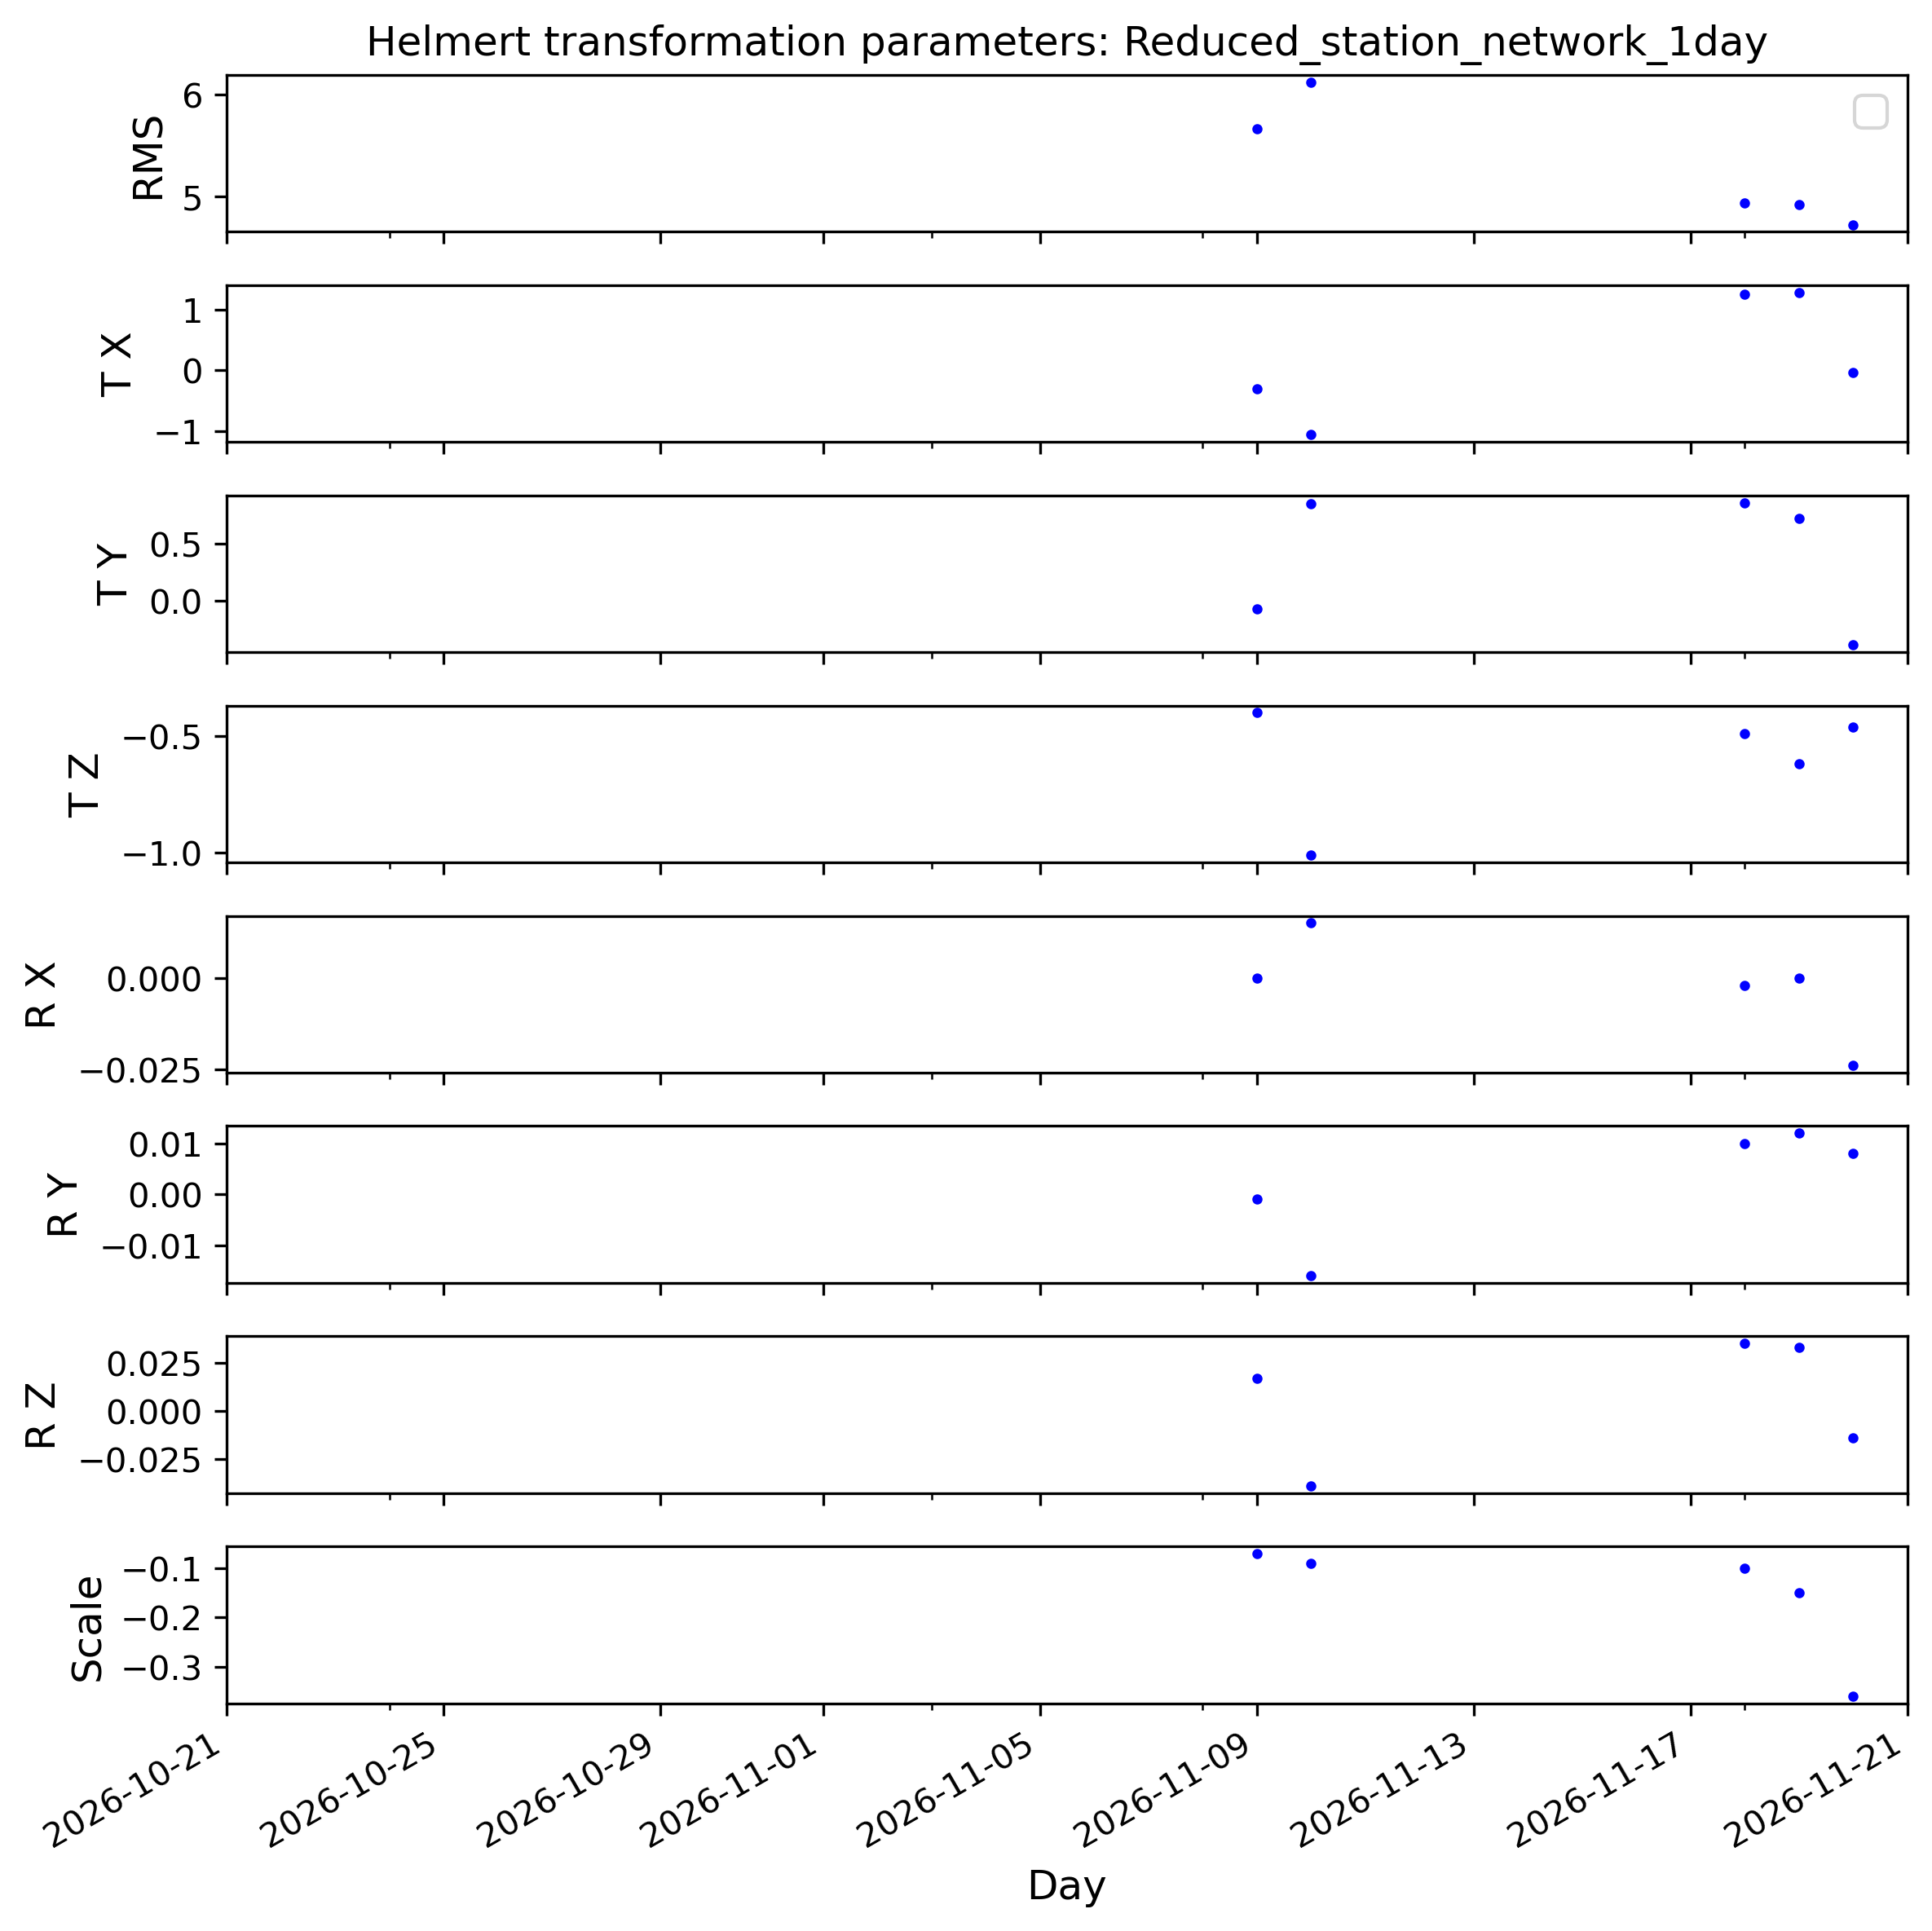 Helmert transformation parameters: Reduced_station_network_1day
RMS
6
5
T X
1
0
−1
T Y
0.5
0.0
T Z
−0.5
−1.0
R X
0.000
−0.025
R Y
0.01
0.00
−0.01
R Z
0.025
0.000
−0.025
Scale
−0.1
−0.2
−0.3
2026-10-21
2026-10-25
2026-10-29
2026-11-01
2026-11-05
2026-11-09
2026-11-13
2026-11-17
2026-11-21
Day